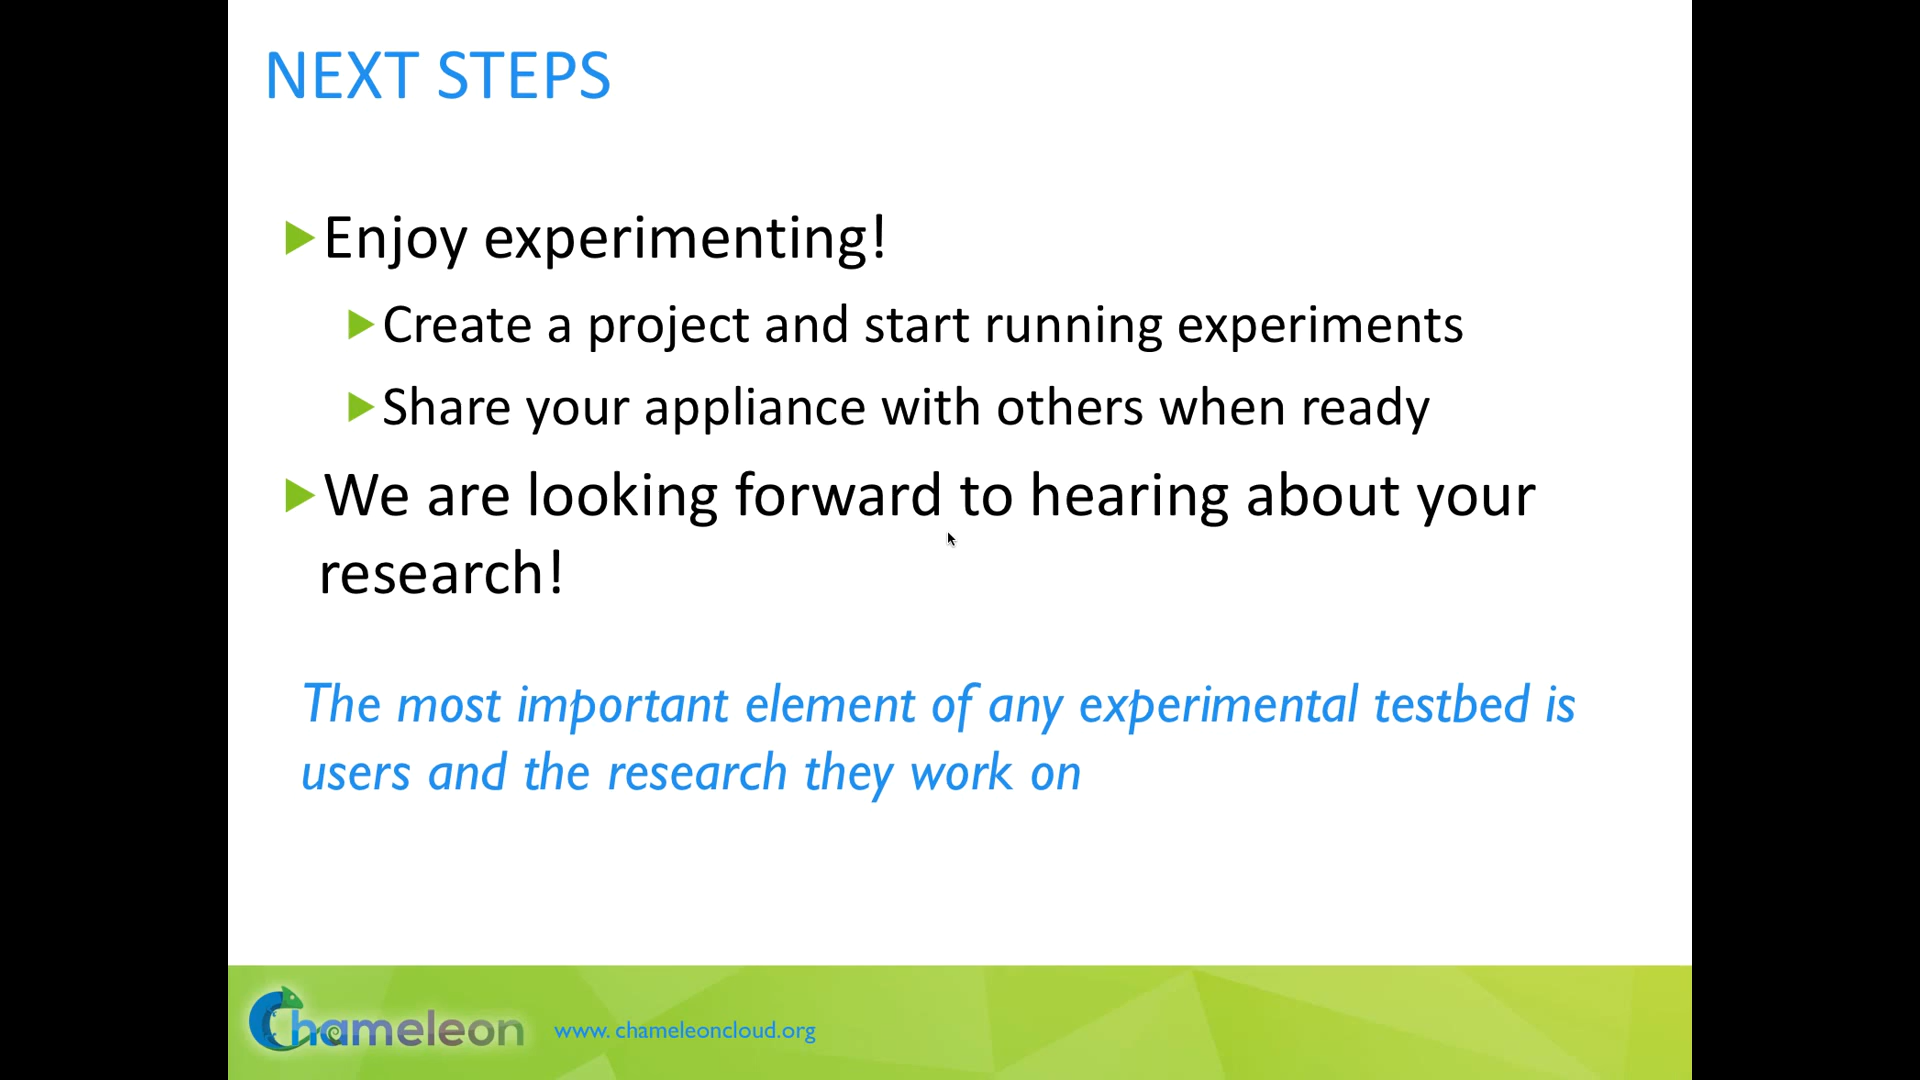 NEXT STEPS
Enjoy experimenting!
Create a project and start running experiments
Share your appliance with others when ready
We are looking forward to hearing about your
research!
The most important element of any experimental testbed is
users and the research they work on
Chameleon www. chameleoncloud.org